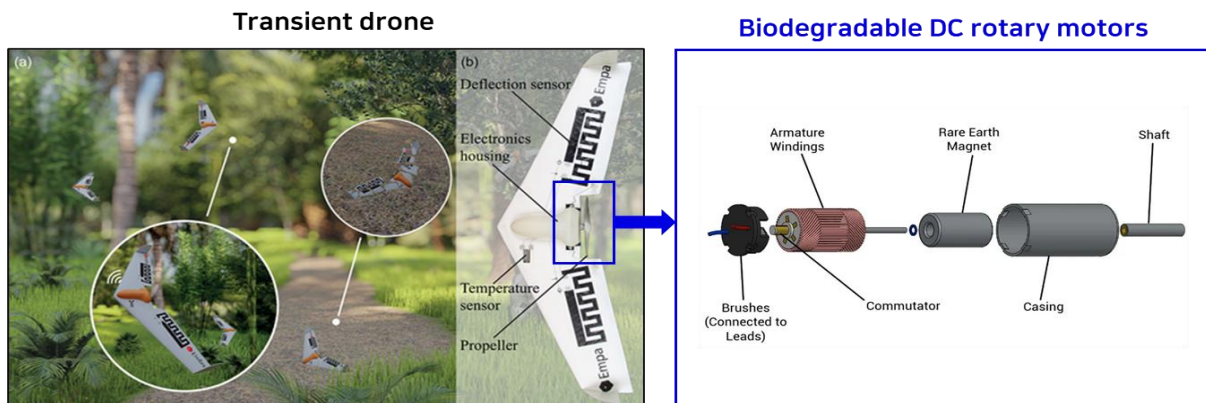 Transient drone
Biodegradable DC rotary motors
(a)
(b)
Deflection sensor
Empa
Electronics
housing
Temperature
sensor
Propeller
Empa
Armature
Windings
Rare Earth
Magnet
Shaft
Brushes
(Connected to
Leads)
Commutator
Casing